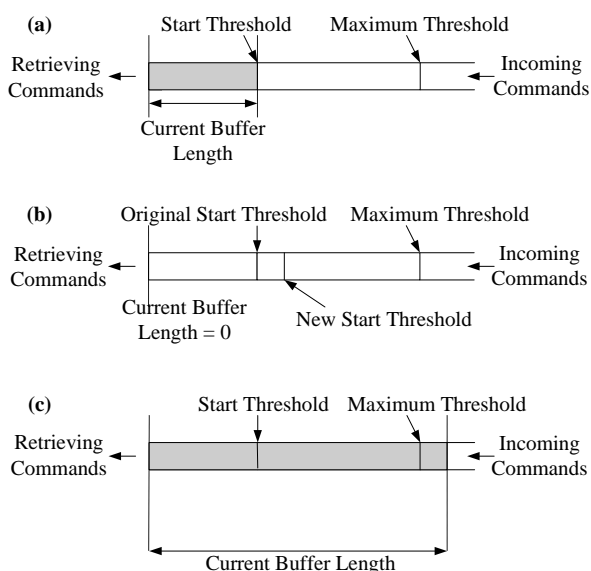 (a)
Start Threshold
Maximum Threshold
Retrieving
Commands
Incoming
Commands
Current Buffer
Length
(b)
Original Start Threshold
Maximum Threshold
Retrieving
Commands
Incoming
Commands
Current Buffer
Length = 0
New Start Threshold
(c)
Start Threshold
Maximum Threshold
Retrieving
Commands
Incoming
Commands
Current Buffer Length